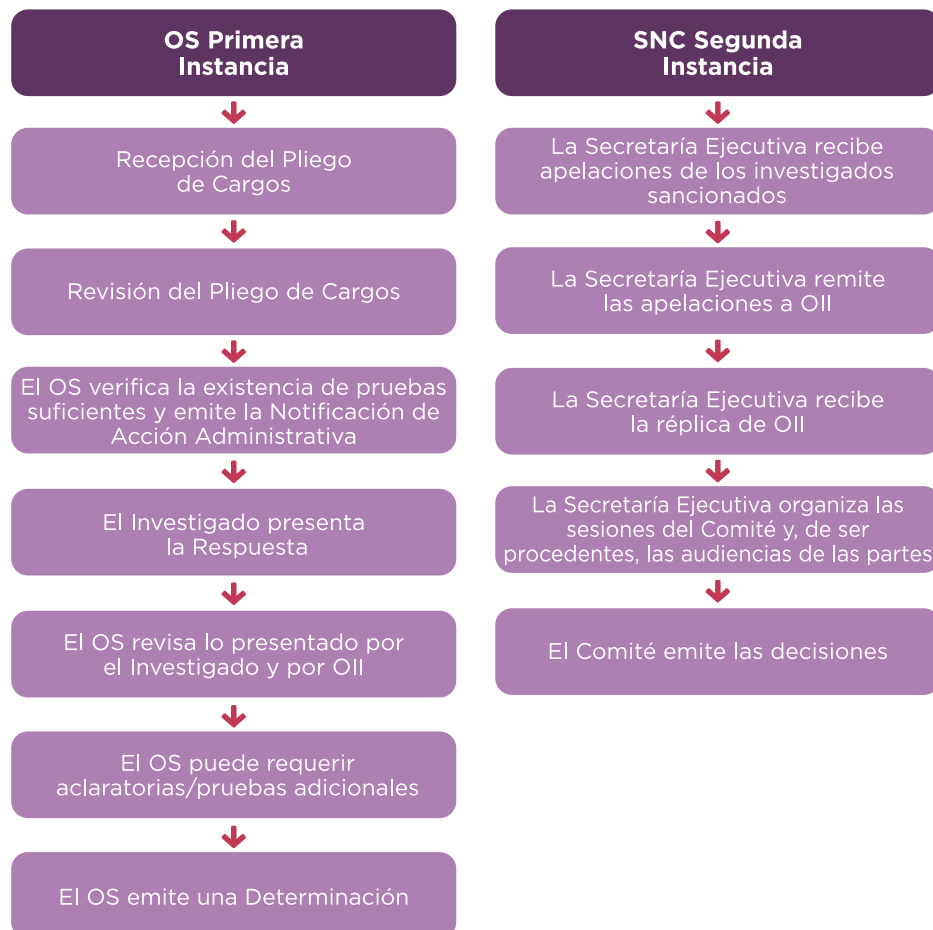 OS Primera
Instancia
Recepción del Pliego
de Cargos
Revisión del Pliego de Cargos
El OS verifica la existencia de pruebas
suficientes y emite la Notificación de
Acción Administrativa
El Investigado presenta
la Respuesta
El OS revisa lo presentado por
el Investigado y por OII
El OS puede requerir
aclaratorias/pruebas adicionales
El OS emite una Determinación
SNC Segunda
Instancia
La Secretaría Ejecutiva recibe
apelaciones de los investigados
sancionados
La Secretaría Ejecutiva remite
las apelaciones a OII
La Secretaría Ejecutiva recibe
la réplica de OII
La Secretaría Ejecutiva organiza las
sesiones del Comité y, de ser
procedentes, las audiencias de las partes
El Comité emite las decisiones